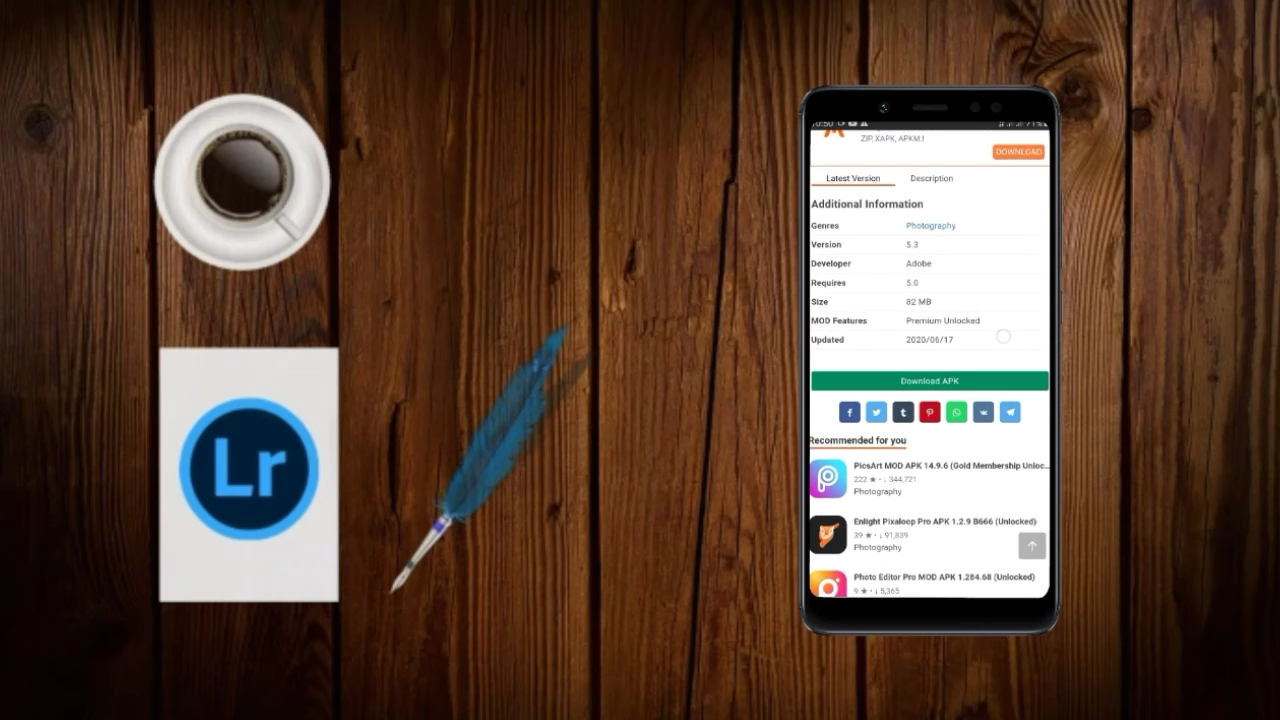 Lr
ZIP, XAPK, APKM.!
DOWNLOAD
Latest Version Description
Additional Information
Genres Photography
Version 5.3
Developer Adobe
Requires 5.0
Size 82 MB
MOD Features Premium Unlocked
Updated 2020/06/17
Download APK
Recommended for you
PicsArt MOD APK 14.9.6 (Gold Membership Unloc...
222 ★ · ↓ 344,721
Photography
Enlight Pixaloop Pro APK 1.2.9 B666 (Unlocked)
39 ★ · ↓ 91,839
Photography
Photo Editor Pro MOD APK 1.284.68 (Unlocked)
9 ★ · ↓ 5,365